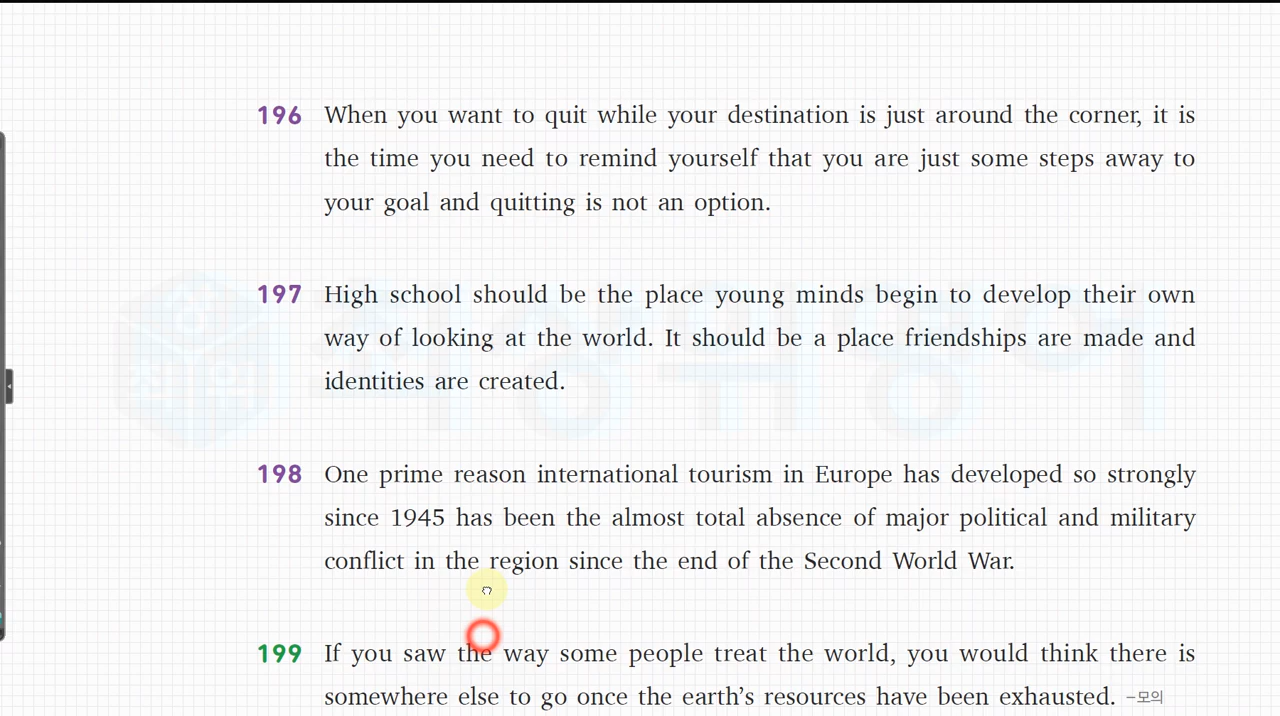 196 When you want to quit while your destination is just around the corner, it is
the time you need to remind yourself that you are just some steps away to
your goal and quitting is not an option.
197 High school should be the place young minds begin to develop their own
way of looking at the world. It should be a place friendships are made and
identities are created.
198 One prime reason international tourism in Europe has developed so strongly
since 1945 has been the almost total absence of major political and military
conflict in the region since the end of the Second World War.
199 If you saw the way some people treat the world, you would think there is
somewhere else to go once the earth's resources have been exhausted. –모의